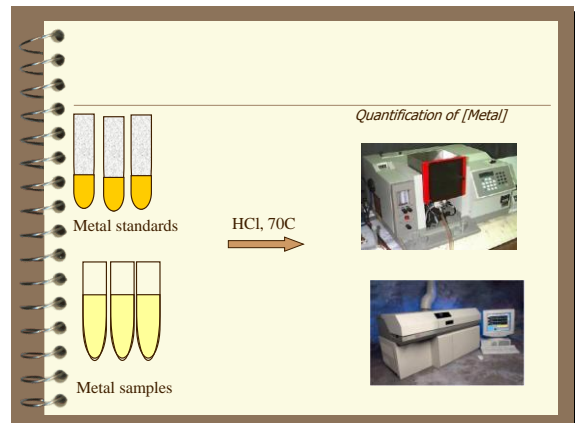 Quantification of [Metal]
Metal standards
HCl, 70C
Metal samples